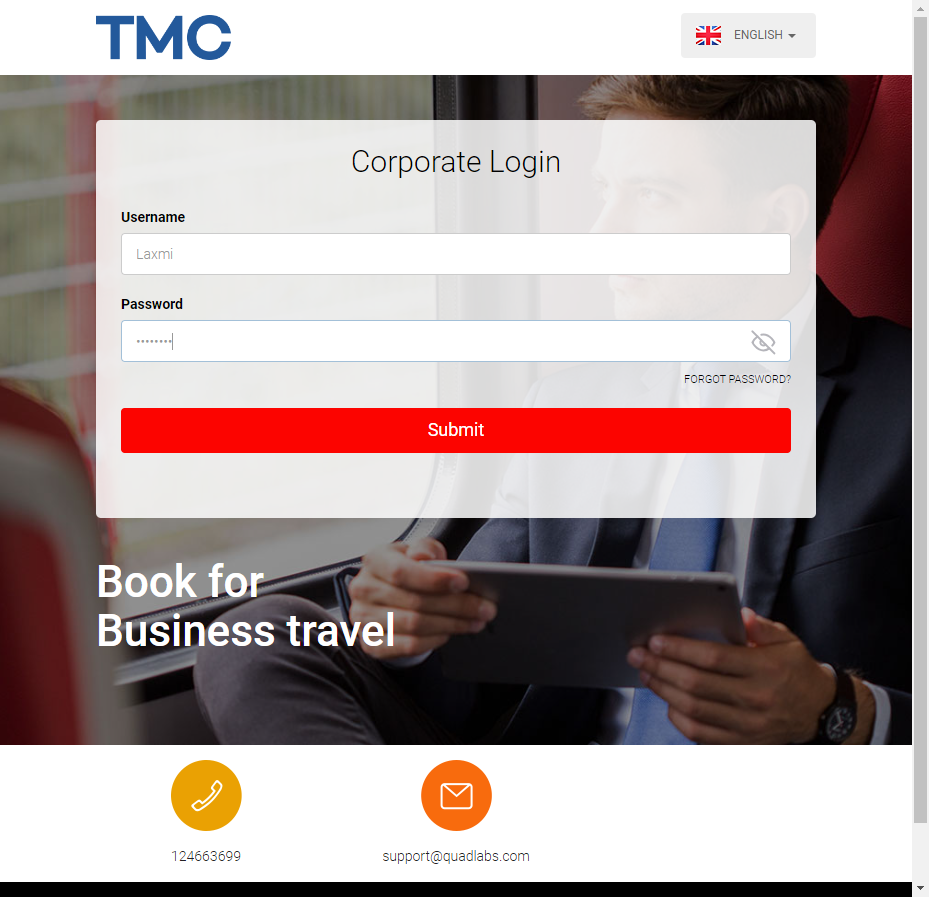 TMC
ENGLISH
Corporate Login
Username
Laxmi
Password
••••••••
FORGOT PASSWORD?
Submit
Book for
Business travel
124663699
support@quadlabs.com